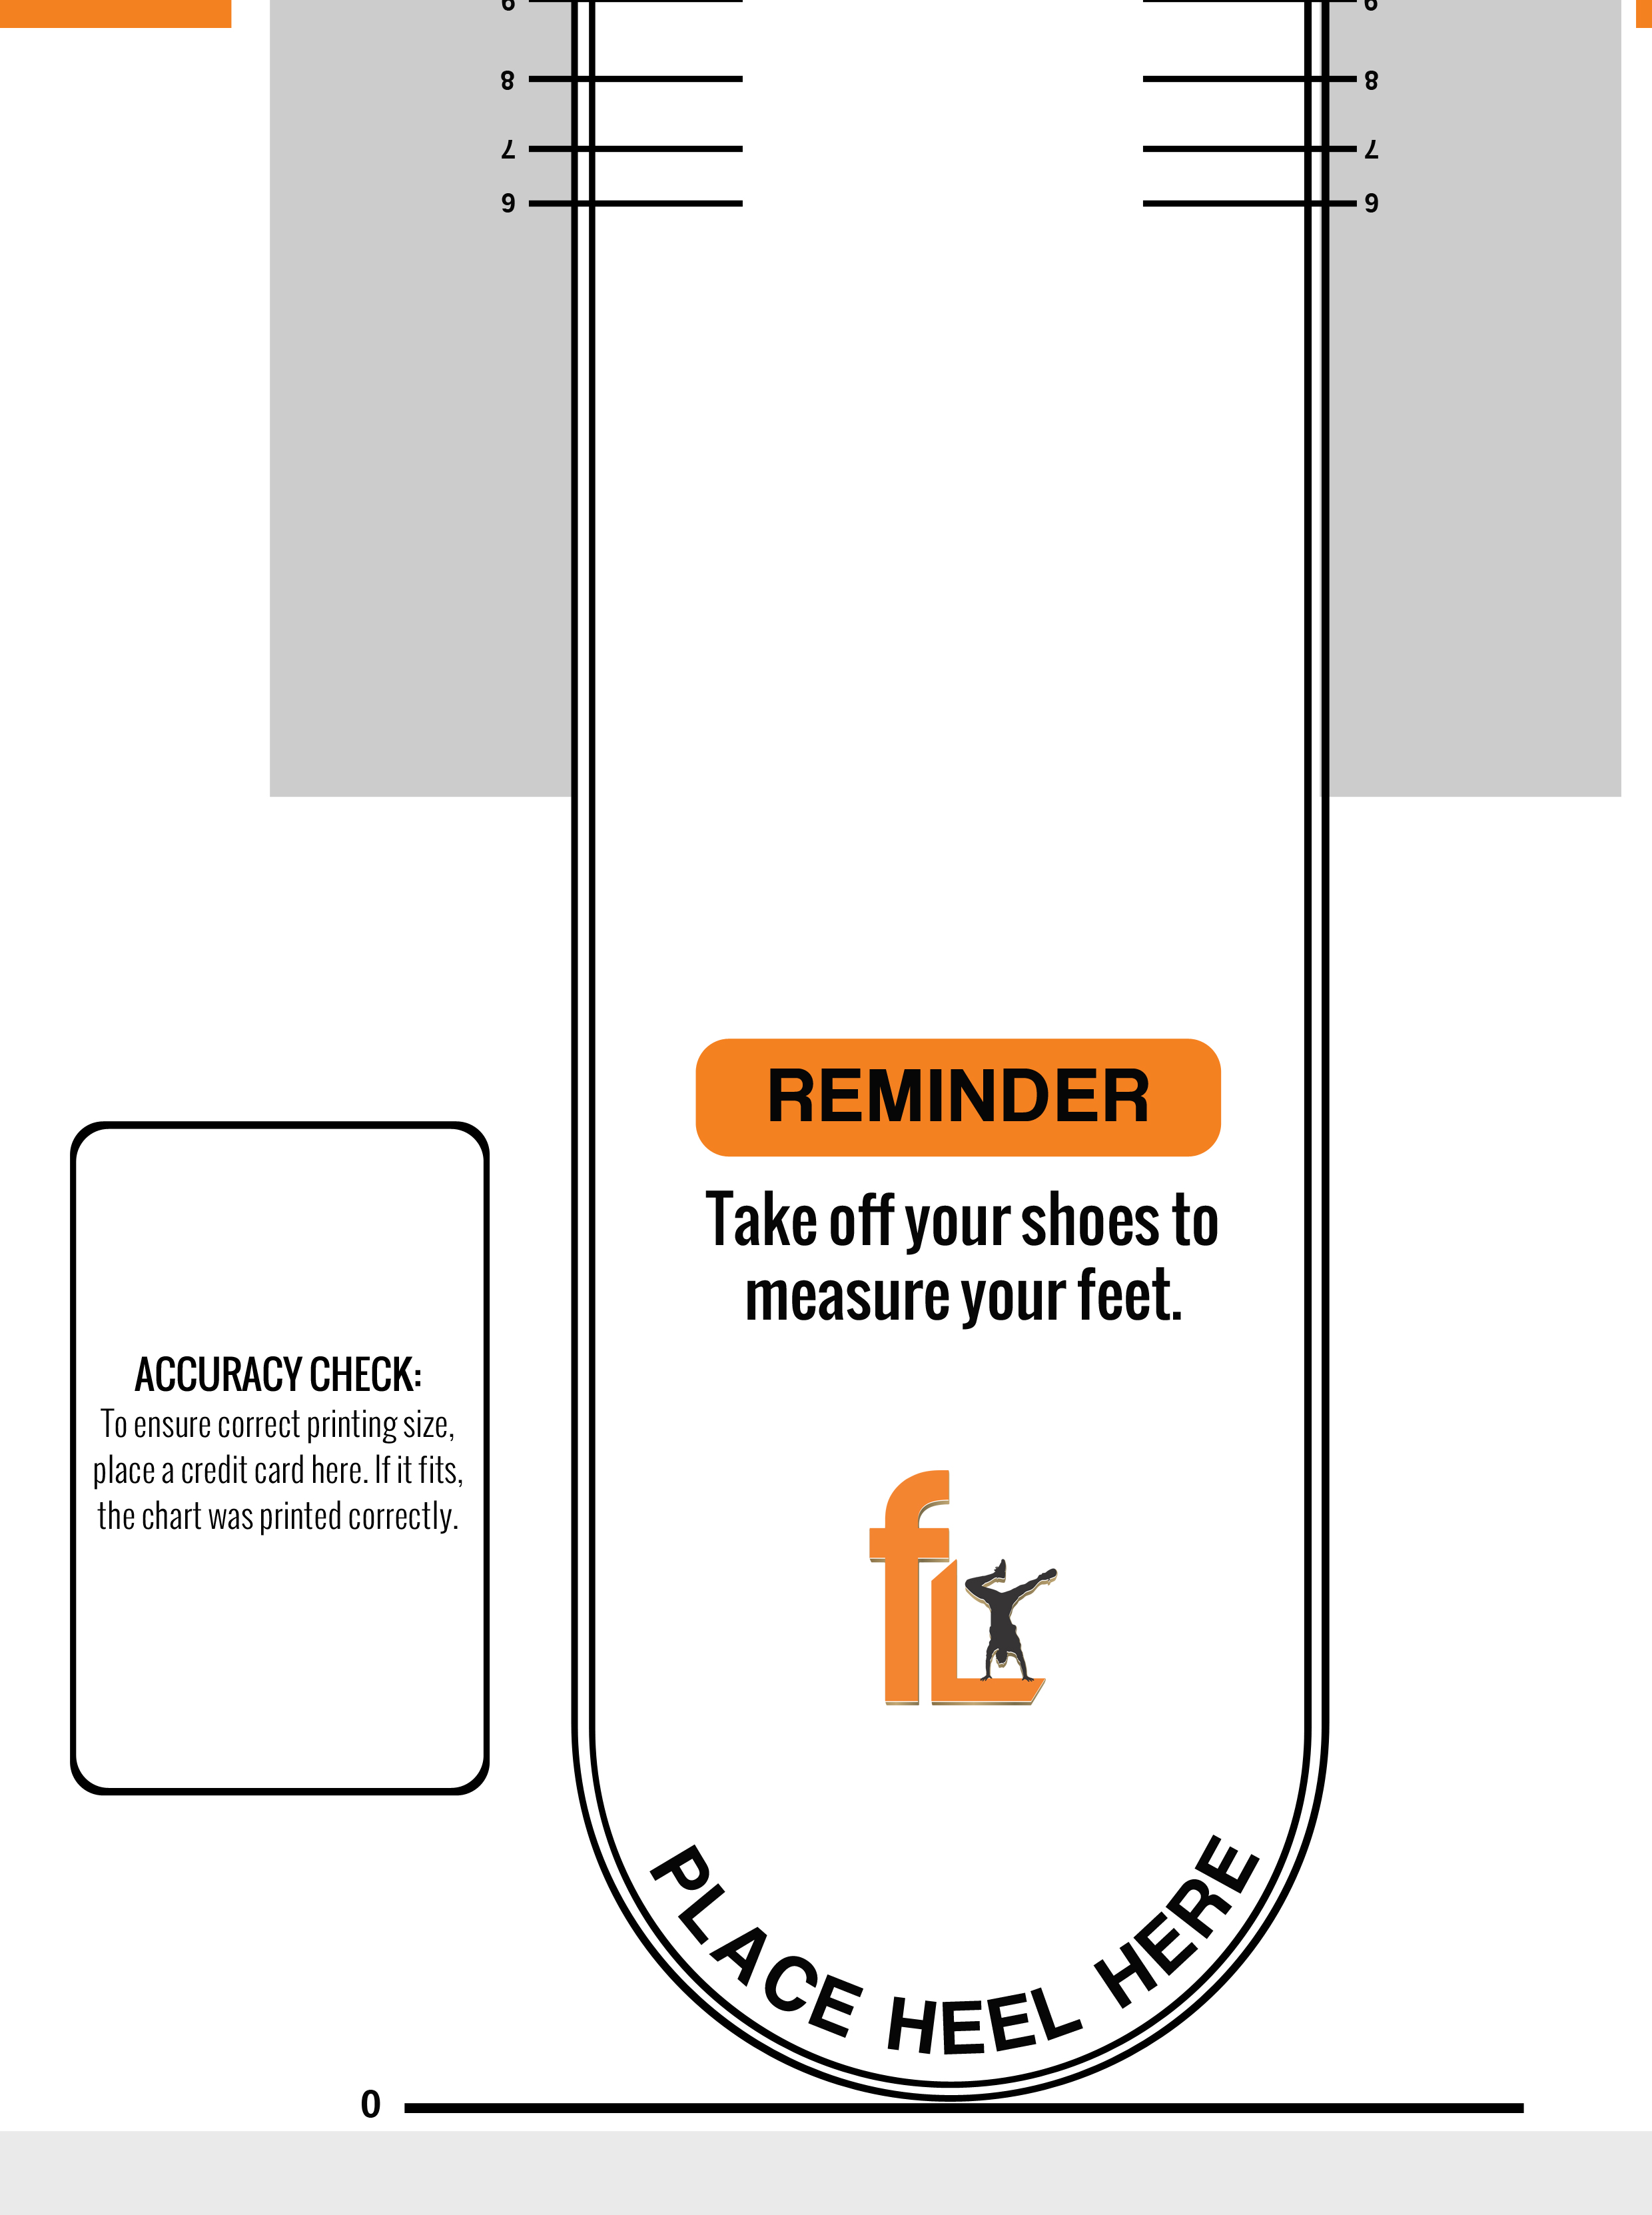 9 9
8 8
7 7
6 6
REMINDER
Take off your shoes to
measure your feet.
ACCURACY CHECK:
To ensure correct printing size,
place a credit card here. If it fits,
the chart was printed correctly.
fL
PLACE HEEL HERE
0